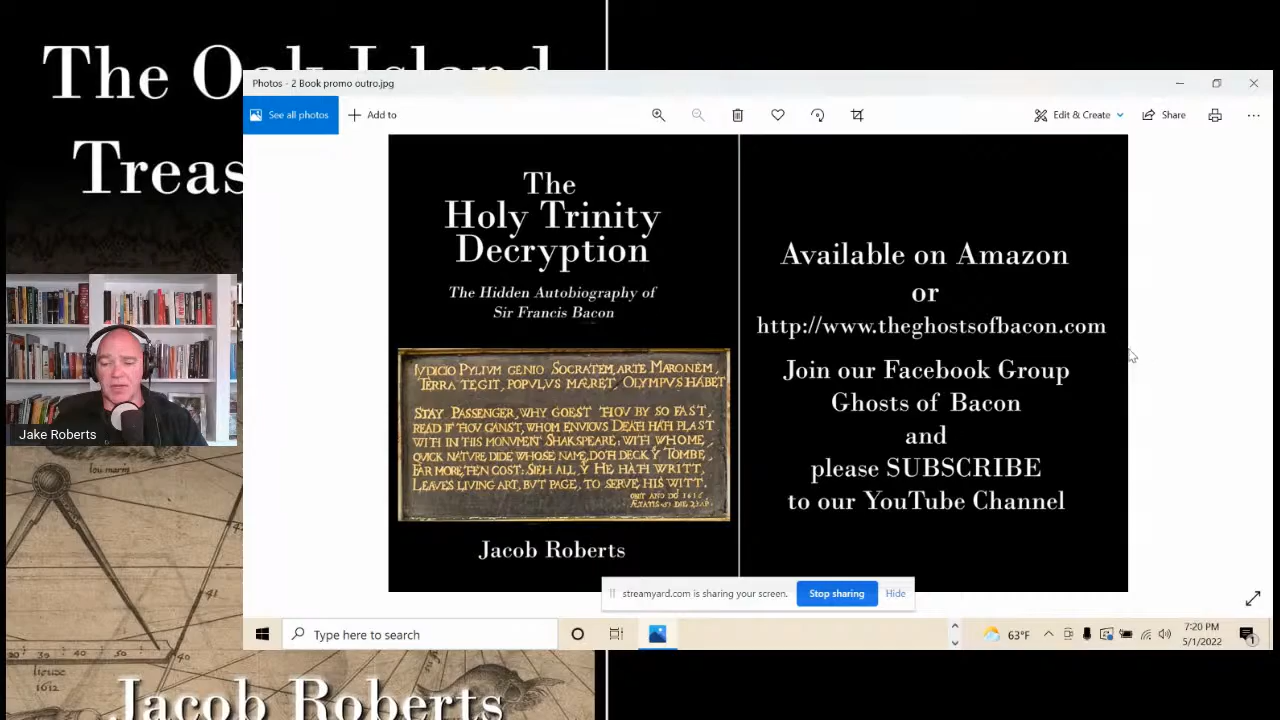 The Oak Island
Treas
Photos - 2 Book promo outro.jpg
See all photos
Add to
Edit & Create
Share
The
Holy Trinity
Decryption
The Hidden Autobiography of
Sir Francis Bacon
IVDICIO PYLIVM GENIO SOCRATEM, ARTE MARONEM,
TERRA TEGIT, POPVLVS MÆRET, OLYMPVS HABET
STAY PASSENGER, WHY GOEST THOV BY SO FAST,
READ IF THOV CANST, WHOM ENVIOVS DEATH HATH PLAST
WITH IN THIS MONVMENT SHAKSPEARE: WITH WHOME,
QVICK NATVRE DIDE WHOSE NAME, DOTH DECK Y TOMBE,
FAR MORE, TEN COST: SIEH ALL, Y HE HATH WRITT,
LEAVES LIVING ART, BVT PAGE, TO SERVE HIS WITT.
Jacob Roberts
Available on Amazon
or
http://www.theghostsofbacon.com
Join our Facebook Group
Ghosts of Bacon
and
please SUBSCRIBE
to our YouTube Channel
Jake Roberts
streamyard.com is sharing your screen.
Stop sharing
Hide
Type here to search
63°F
7:20 PM
5/1/2022
1612
40
41
Jacob Roberts